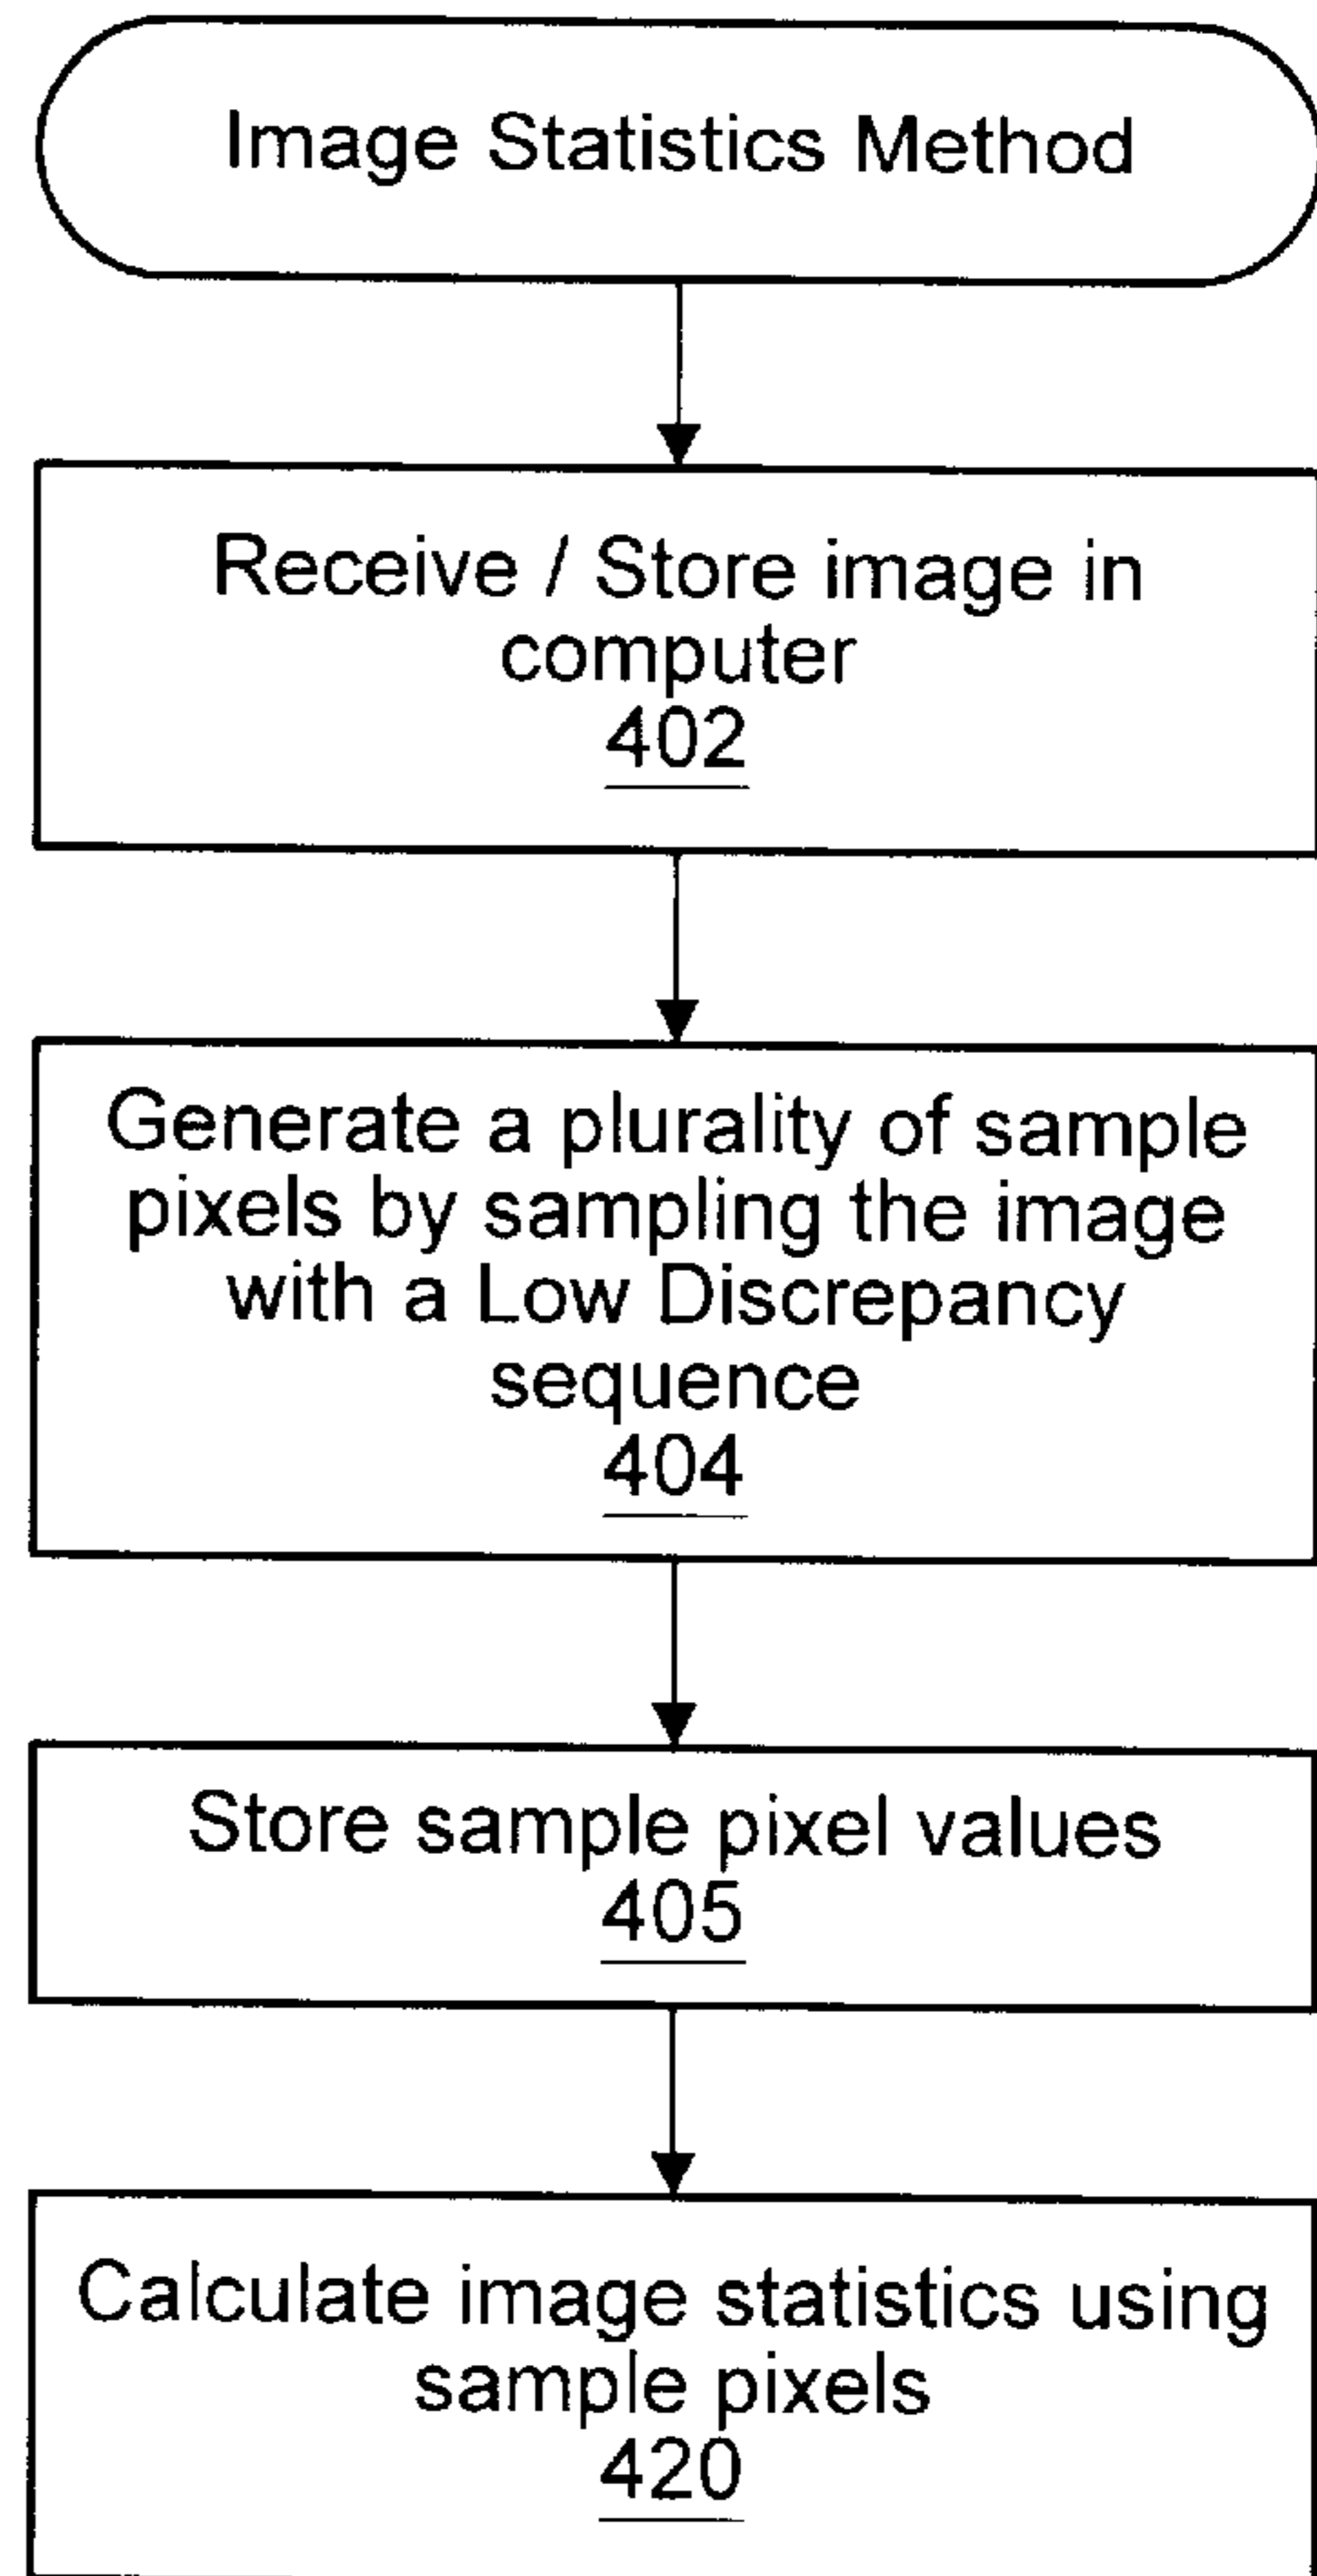 Image Statistics Method
Receive / Store image in
computer
402
Generate a plurality of sample
pixels by sampling the image
with a Low Discrepancy
sequence
404
Store sample pixel values
405
Calculate image statistics using
sample pixels
420